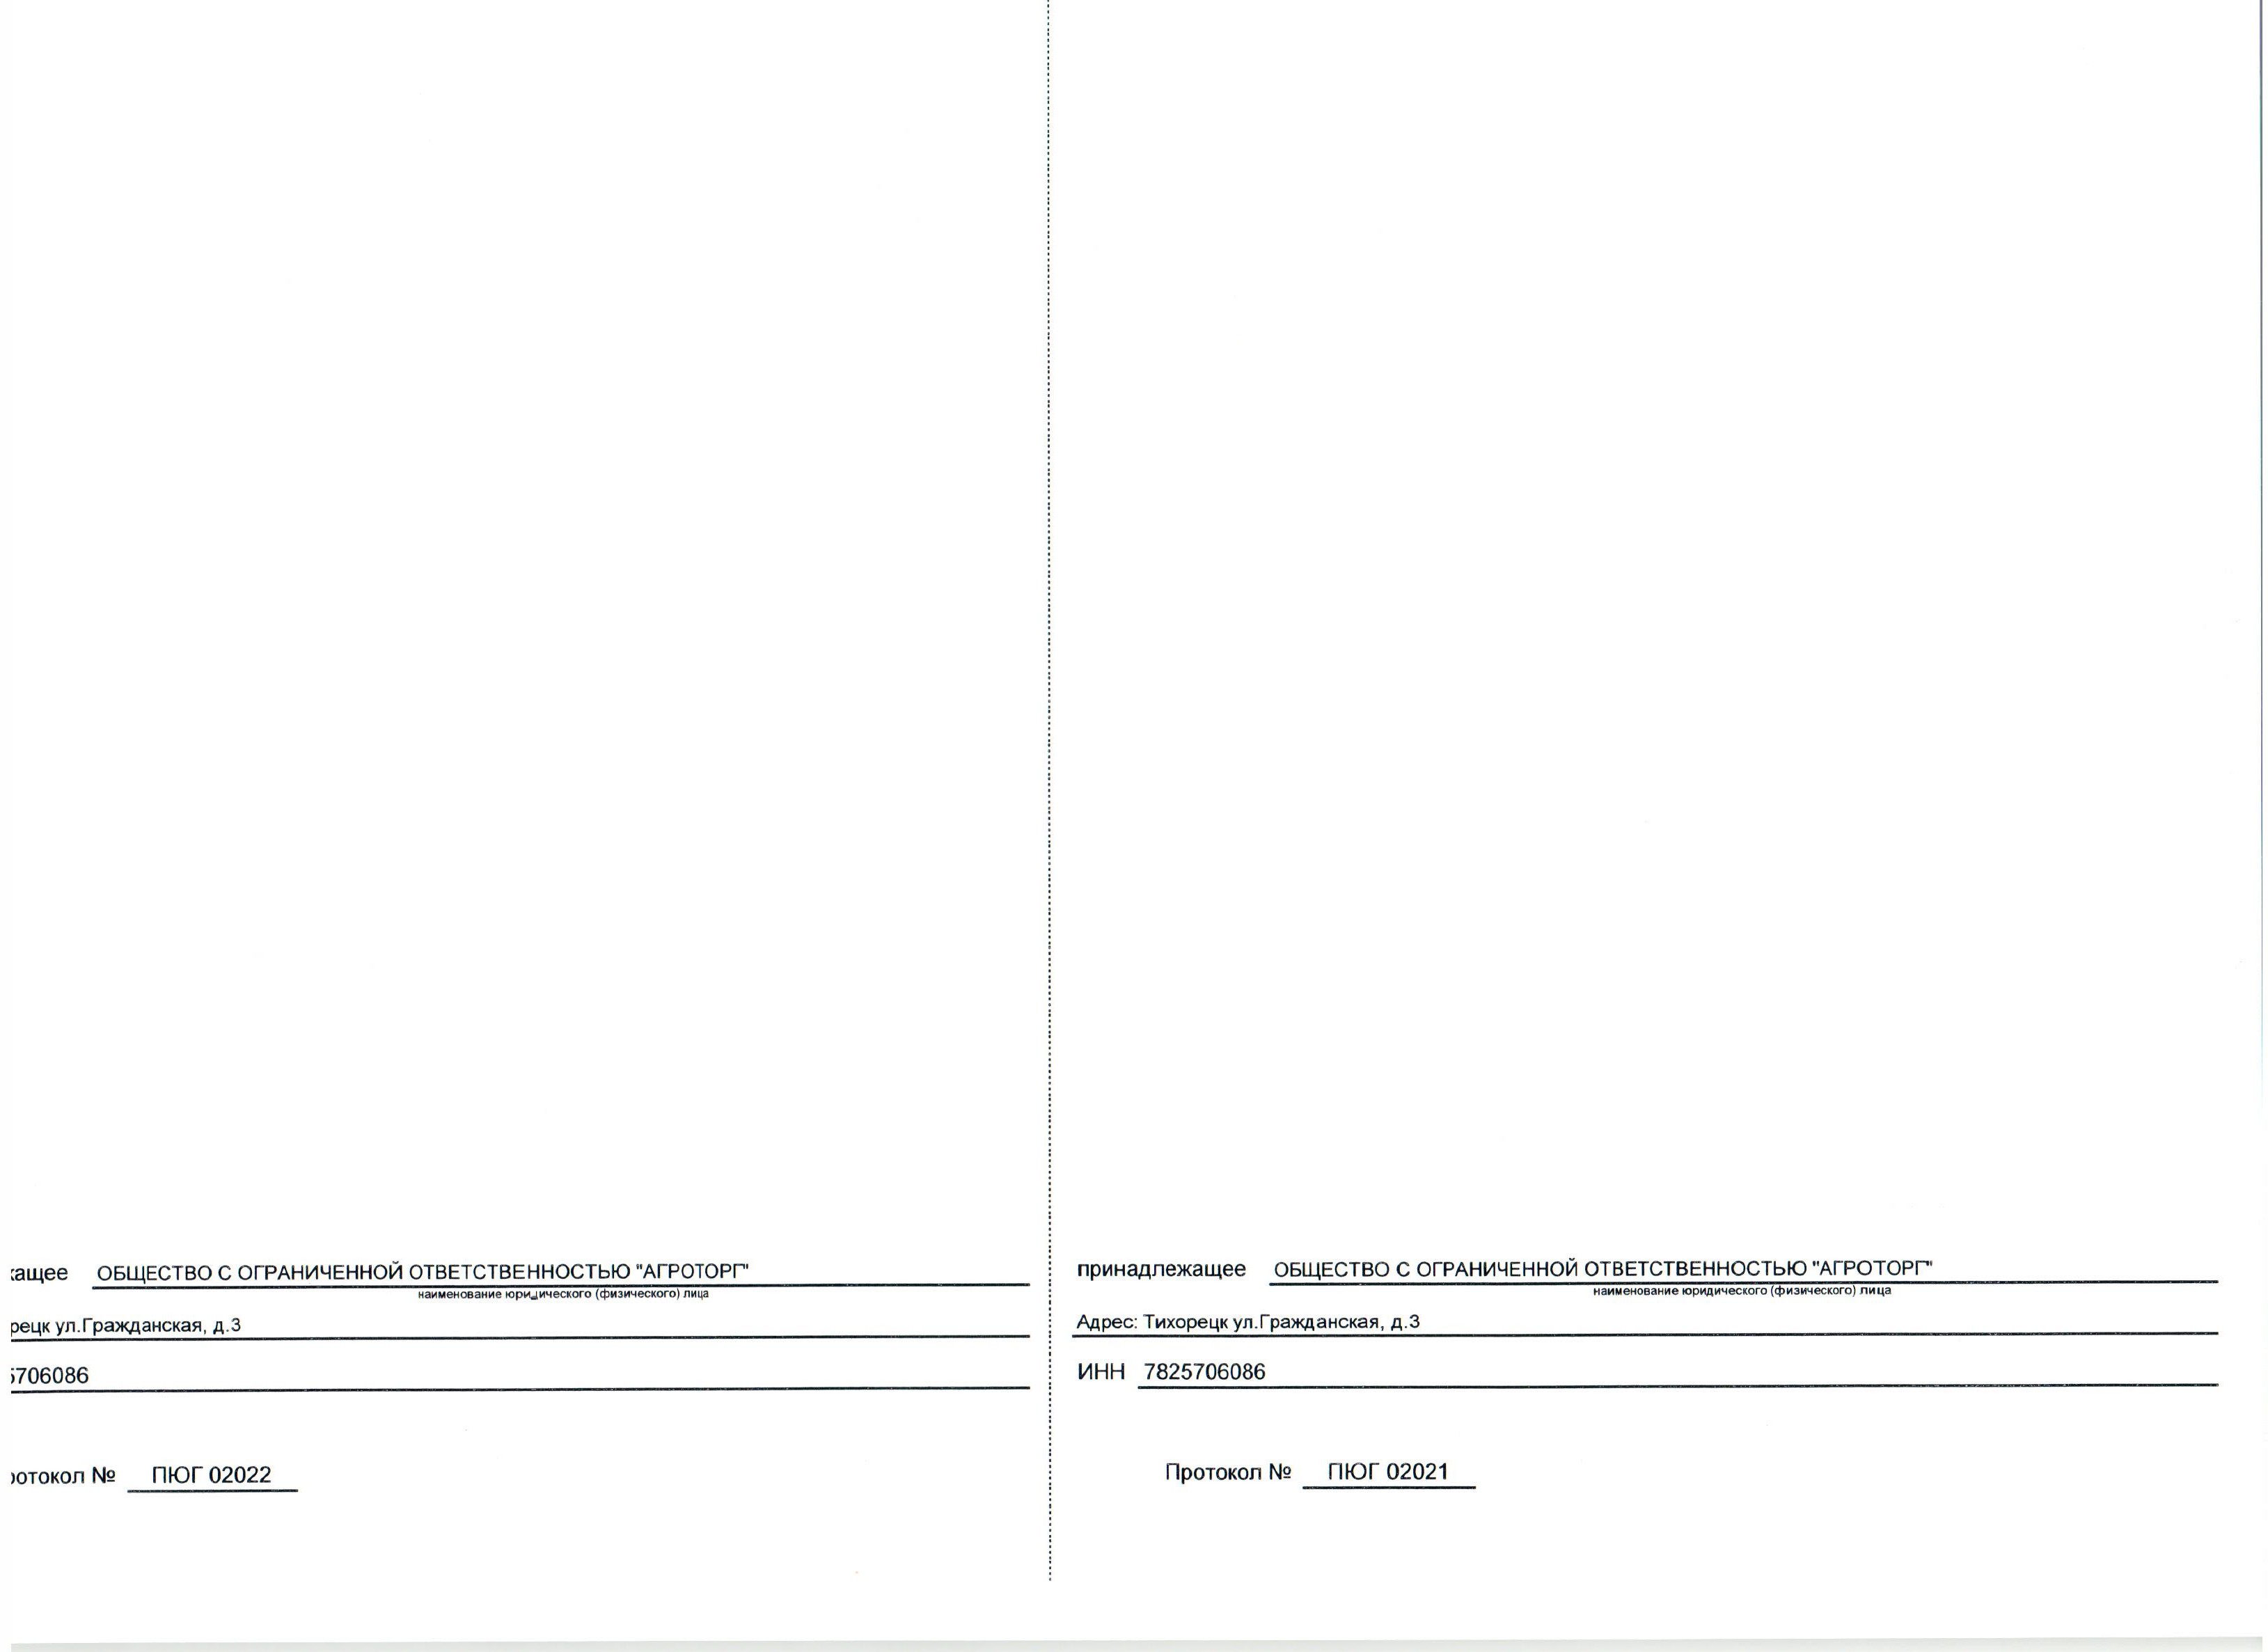 кащее ОБЩЕСТВО С ОГРАНИЧЕННОЙ ОТВЕТСТВЕННОСТЬЮ "АГРОТОРГ"
наименование юридического (физического) лица
рецк ул.Гражданская, д.3
5706086
ротокол № ПЮГ 02022
принадлежащее ОБЩЕСТВО С ОГРАНИЧЕННОЙ ОТВЕТСТВЕННОСТЬЮ "АГРОТОРГ"
наименование юридического (физического) лица
Адрес: Тихорецк ул.Гражданская, д.3
ИНН 7825706086
Протокол № ПЮГ 02021